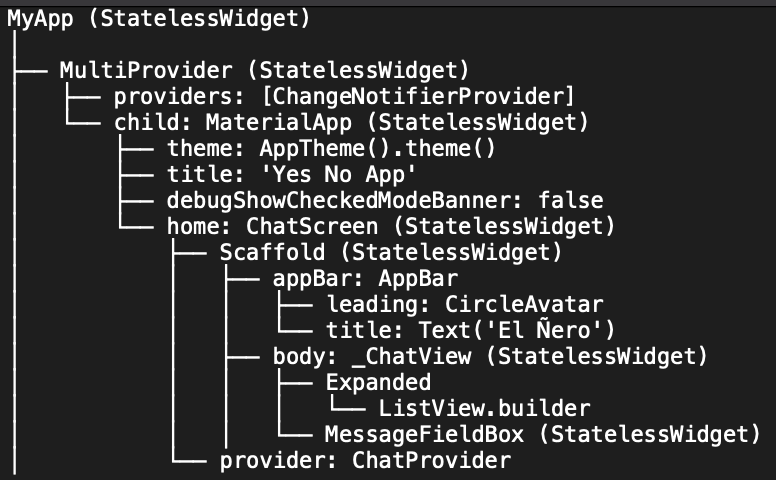 MyApp (StatelessWidget)
│
├── MultiProvider (StatelessWidget)
│   ├── providers: [ChangeNotifierProvider]
│   └── child: MaterialApp (StatelessWidget)
│       ├── theme: AppTheme().theme()
│       ├── title: 'Yes No App'
│       ├── debugShowCheckedModeBanner: false
│       └── home: ChatScreen (StatelessWidget)
│           ├── Scaffold (StatelessWidget)
│           │   ├── appBar: AppBar
│           │   │   ├── leading: CircleAvatar
│           │   │   └── title: Text('El Ñero')
│           │   ├── body: _ChatView (StatelessWidget)
│           │   │   ├── Expanded
│           │   │   │   └── ListView.builder
│           │   │   └── MessageFieldBox (StatelessWidget)
│           └── provider: ChatProvider